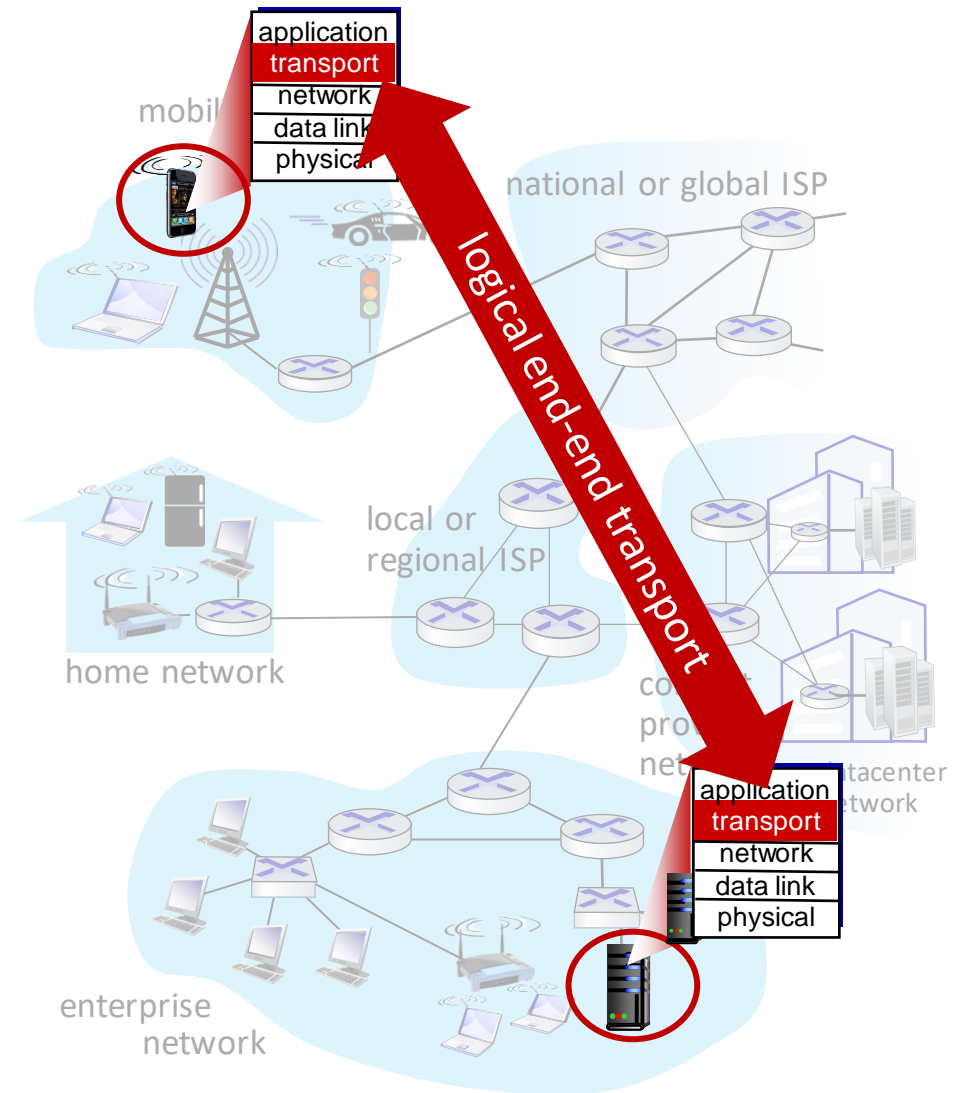 application
transport
network
data link
physical
mobil
national or global ISP
logical end-end transport
local or
regional ISP
home network
application
transport
network
data link
physical
enterprise
network